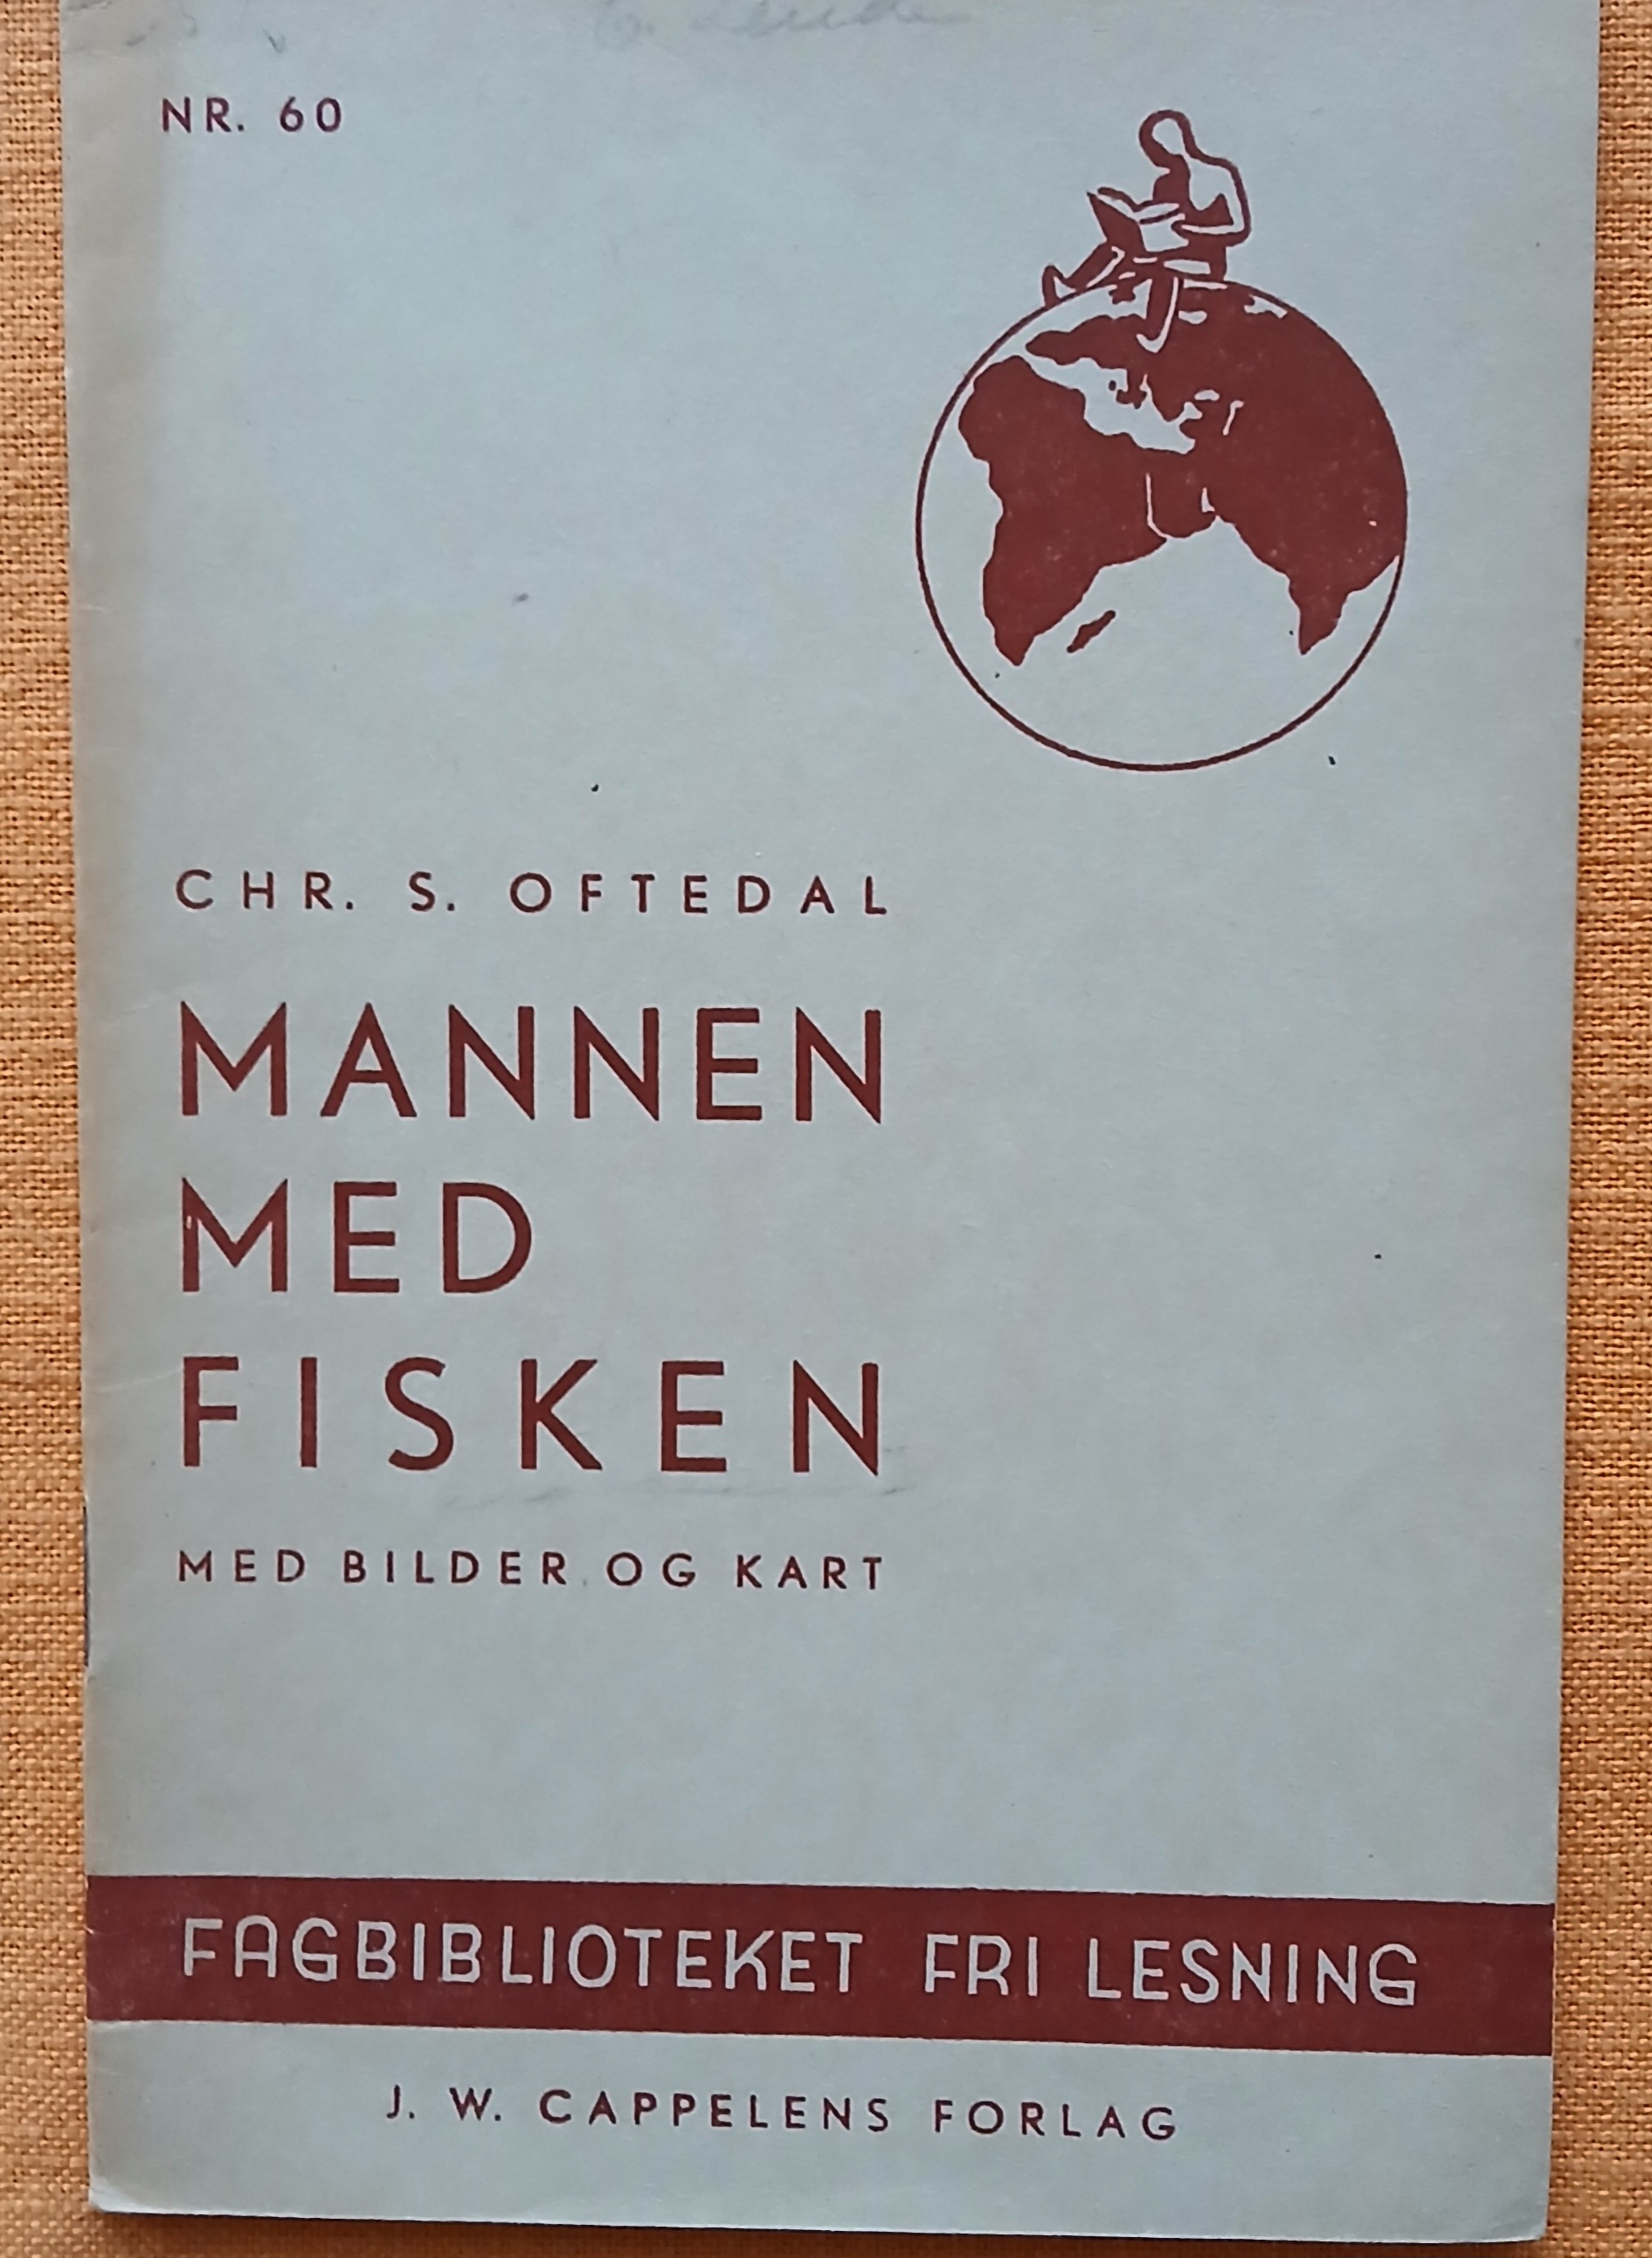 NR. 60
CHR. S. OFTEDAL
MANNEN
MED
FISKEN
MED BILDER OG KART
FAGBIBLIOTEKET FRI LESNING
J. W. CAPPELENS FORLAG